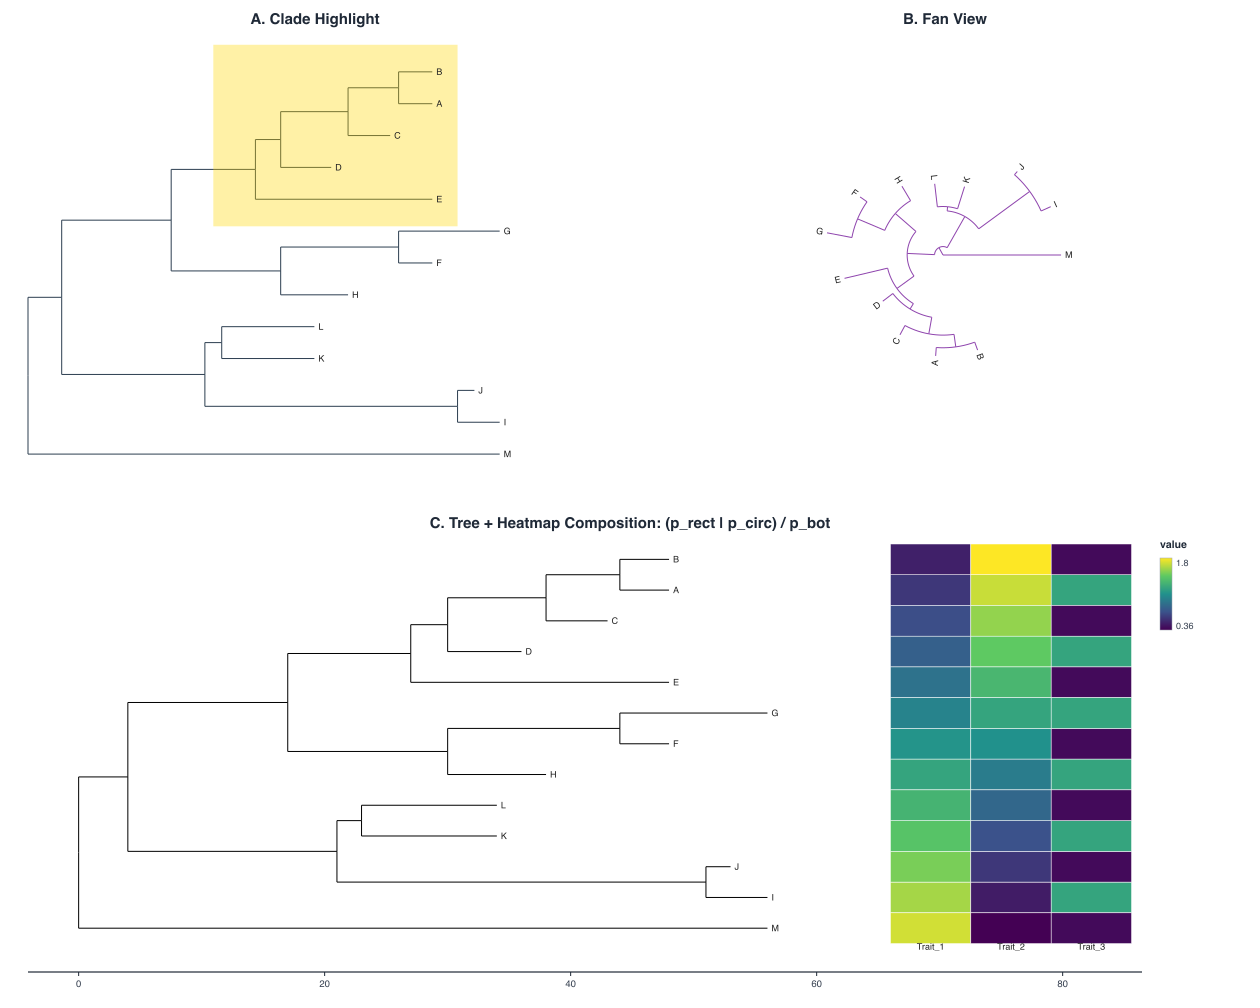 A. Clade Highlight
B
A
C
D
E
G
F
H
L
K
J
I
M
B. Fan View
J
L
K
H
F
I
G
M
E
D
C
A
B
C. Tree + Heatmap Composition: (p_rect | p_circ) / p_bot
B
A
C
D
E
G
F
H
L
K
J
I
M
Trait_1 Trait_2 Trait_3
value
1.8
0.36
0 20 40 60 80